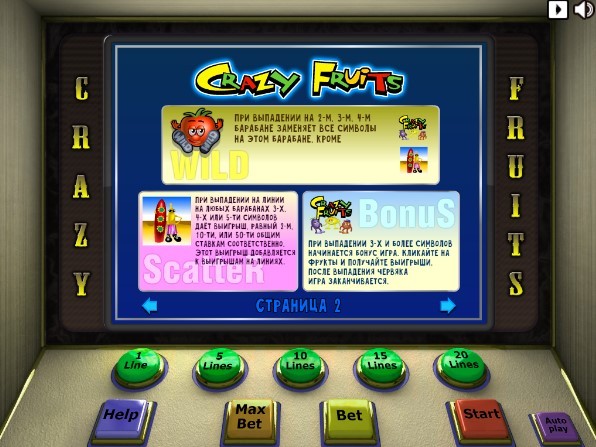 CRAZY FRUITS
CRAZY
FRUITS
ПРИ ВЫПАДЕНИИ НА 2-М, 3-М, 4-М
БАРАБАНЕ ЗАМЕНЯЕТ ВСЕ СИМВОЛЫ
НА ЭТОМ БАРАБАНЕ, КРОМЕ
WILD
ПРИ ВЫПАДЕНИИ НА ЛИНИИ
НА ЛЮБЫХ БАРАБАНАХ 3-Х,
4-Х ИЛИ 5-ТИ СИМВОЛОВ
ДАЁТ ВЫИГРЫШ, РАВНЫЙ 2-М,
10-ТИ, ИЛИ 50-ТИ ОБЩИМ
СТАВКАМ СООТВЕТСТВЕННО.
ЭТОТ ВЫИГРЫШ ДОБАВЛЯЕТСЯ
К ВЫИГРЫШАМ НА ЛИНИЯХ.
Scatter
CRAZY FRUITS
BonuS
ПРИ ВЫПАДЕНИИ 3-Х И БОЛЕЕ СИМВОЛОВ
НАЧИНАЕТСЯ БОНУС ИГРА. КЛИКАЙТЕ НА
ФРУКТЫ И ПОЛУЧАЙТЕ ВЫИГРЫШИ.
ПОСЛЕ ВЫПАДЕНИЯ ЧЕРВЯКА
ИГРА ЗАКАНЧИВАЕТСЯ.
СТРАНИЦА 2
1
Line
5
Lines
10
Lines
15
Lines
20
Lines
Help
Max
Bet
Bet
Start
Auto
play